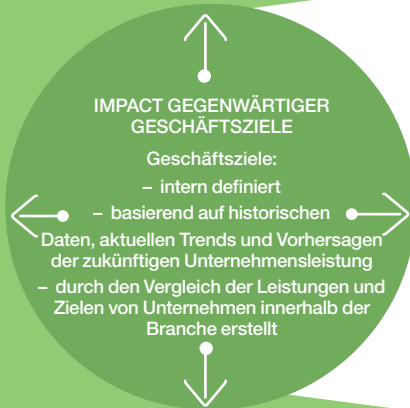 IMPACT GEGENWÄRTIGER
GESCHÄFTSZIELE
Geschäftsziele:
– intern definiert
– basierend auf historischen
Daten, aktuellen Trends und Vorhersagen
der zukünftigen Unternehmensleistung
– durch den Vergleich der Leistungen und
Zielen von Unternehmen innerhalb der
Branche erstellt